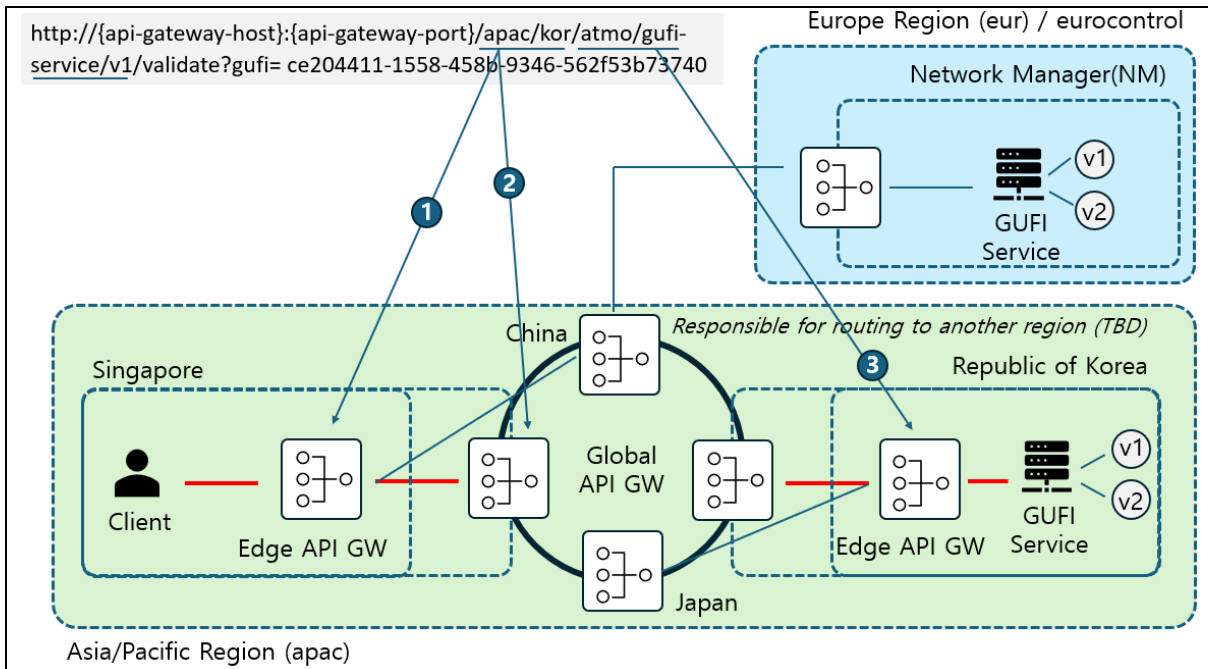 http://{api-gateway-host}:{api-gateway-port}/apac/kor/atmo/gufi-
service/v1/validate?gufi= ce204411-1558-458b-9346-562f53b73740
Europe Region (eur) / eurocontrol
Network Manager(NM)
v1
v2
GUFI
Service
1
2
3
China
Responsible for routing to another region (TBD)
Singapore
Republic of Korea
Client
Edge API GW
Global
API GW
Edge API GW
v1
v2
GUFI
Service
Japan
Asia/Pacific Region (apac)